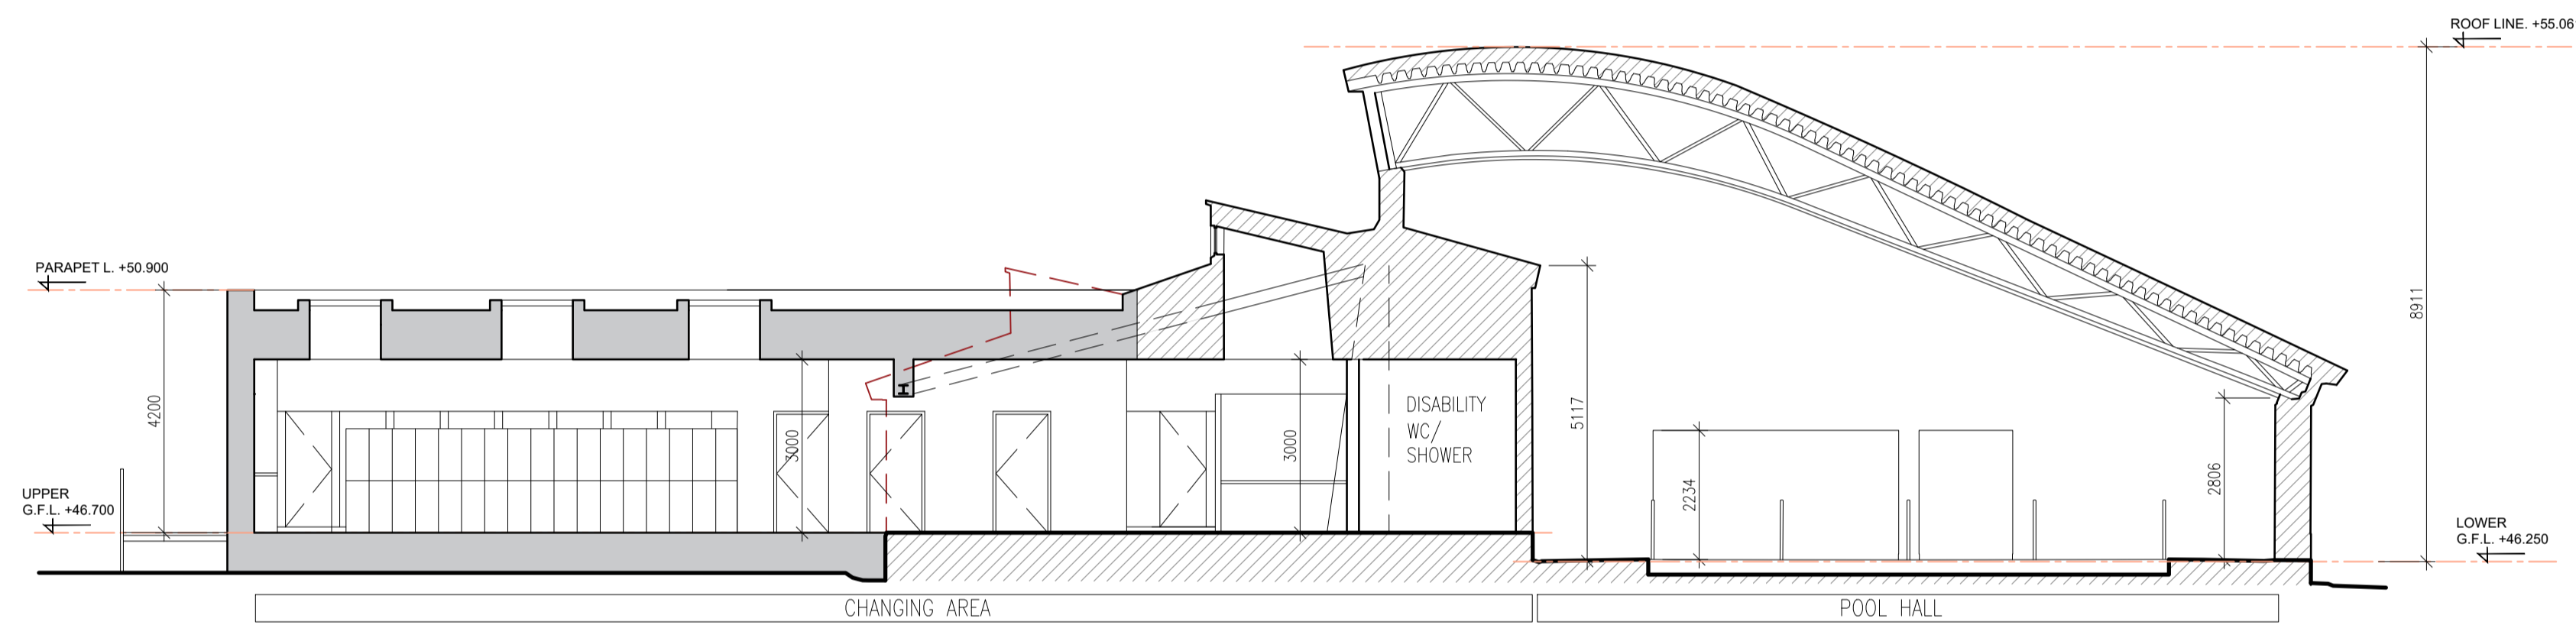 ROOF LINE. +55.06
PARAPET L. +50.900
8911
4200
3000
3000
DISABILITY
WC/
SHOWER
5117
2234
2806
UPPER
G.F.L. +46.700
LOWER
G.F.L. +46.250
CHANGING AREA
POOL HALL